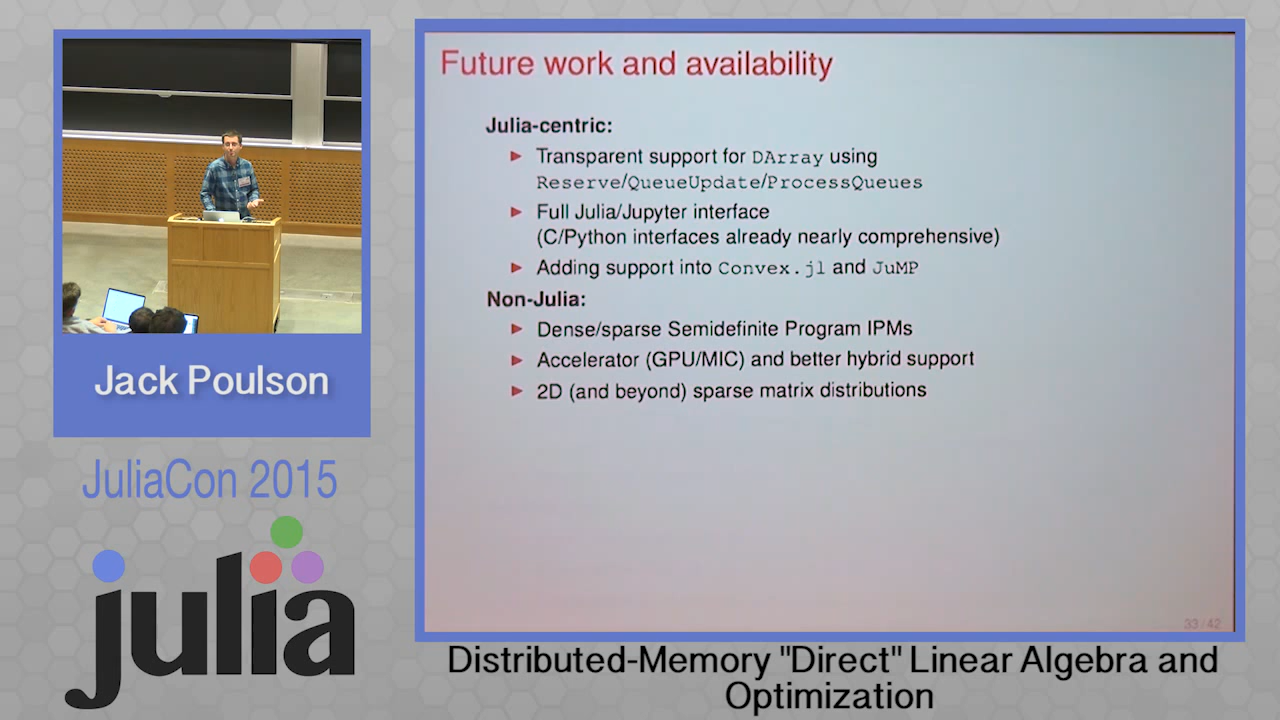 Future work and availability
Julia-centric:
Transparent support for DArray using
Reserve/QueueUpdate/ProcessQueues
Full Julia/Jupyter interface
(C/Python interfaces already nearly comprehensive)
Adding support into Convex.jl and JuMP
Non-Julia:
Dense/sparse Semidefinite Program IPMs
Accelerator (GPU/MIC) and better hybrid support
2D (and beyond) sparse matrix distributions
33/42
Jack Poulson
JuliaCon 2015
julia
Distributed-Memory "Direct" Linear Algebra and
Optimization